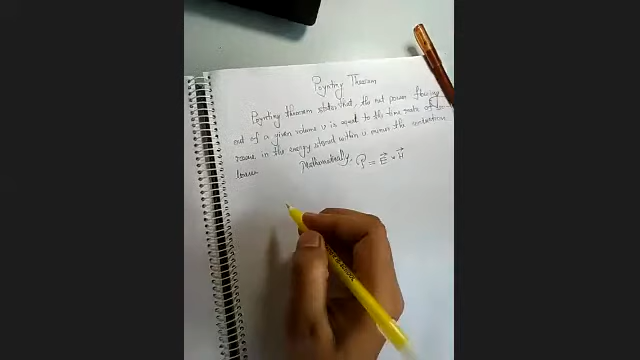 Poynting Theorem
Poynting theorem states that, the net power flowing
out of a given volume v is equal to the time rate of
in the energy stored within v minus the conduction
losses Mathematically, P = E × H